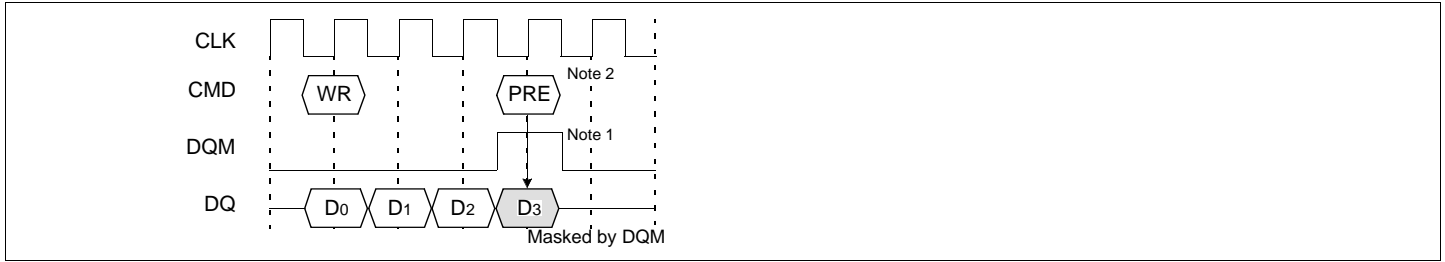 CLK
CMD WR PRE Note 2
DQM Note 1
DQ D0 D1 D2 D3
Masked by DQM